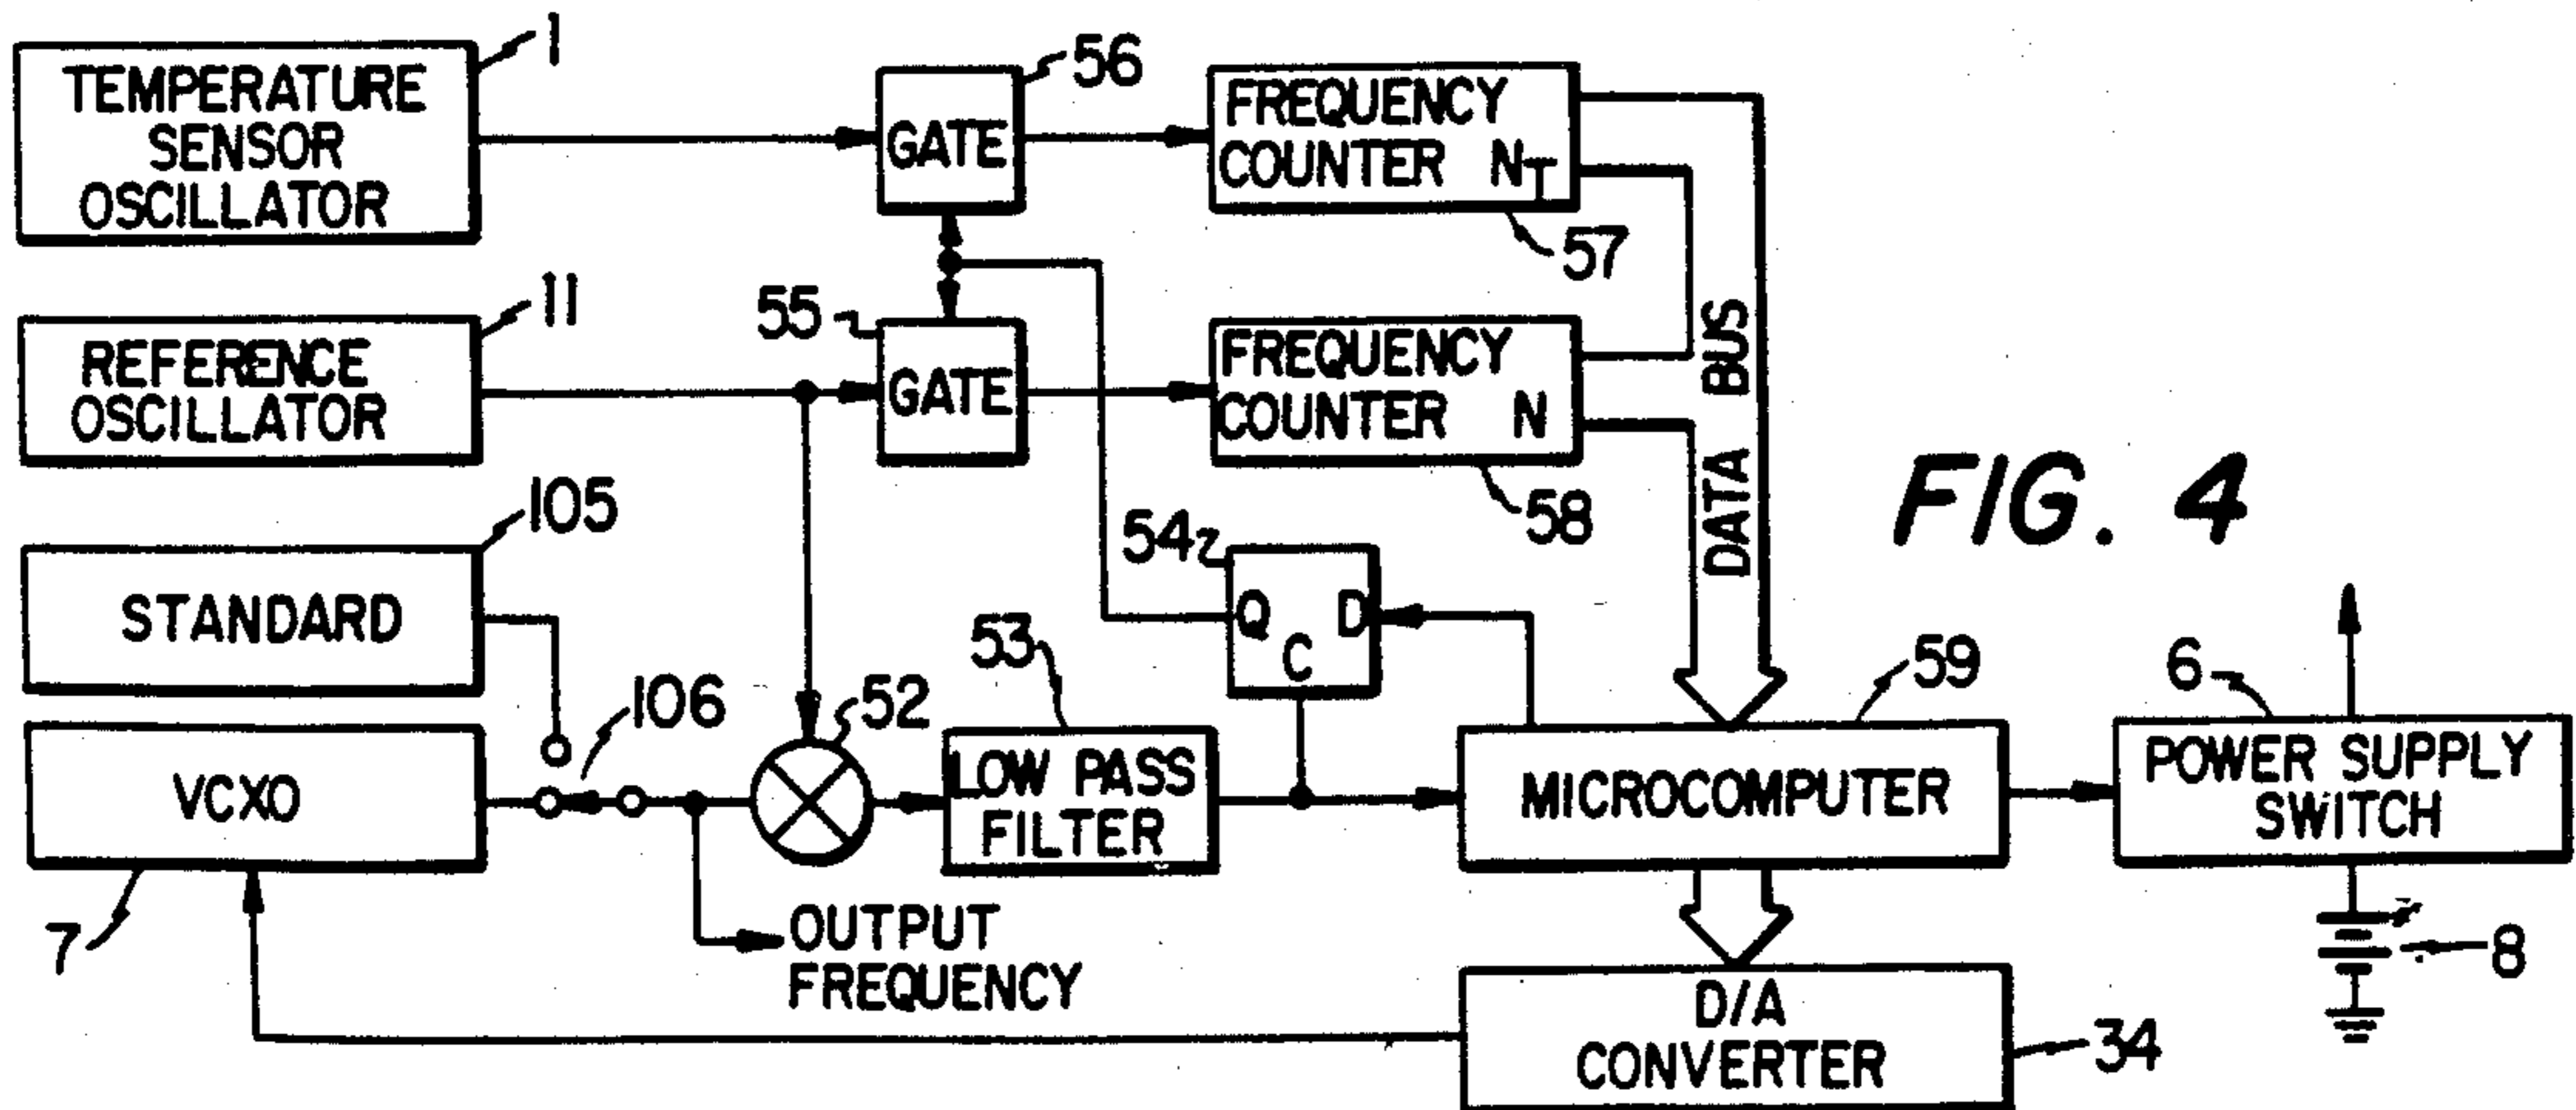 1
TEMPERATURE
SENSOR
OSCILLATOR
56
GATE
FREQUENCY
COUNTER N_T
57
11
REFERENCE
OSCILLATOR
55
GATE
FREQUENCY
COUNTER N
58
DATA BUS
FIG. 4
105
STANDARD
54
Q D
C
106
VCXO
7
52
53
LOW PASS
FILTER
59
MICROCOMPUTER
6
POWER SUPPLY
SWITCH
8
OUTPUT
FREQUENCY
D/A
CONVERTER
34